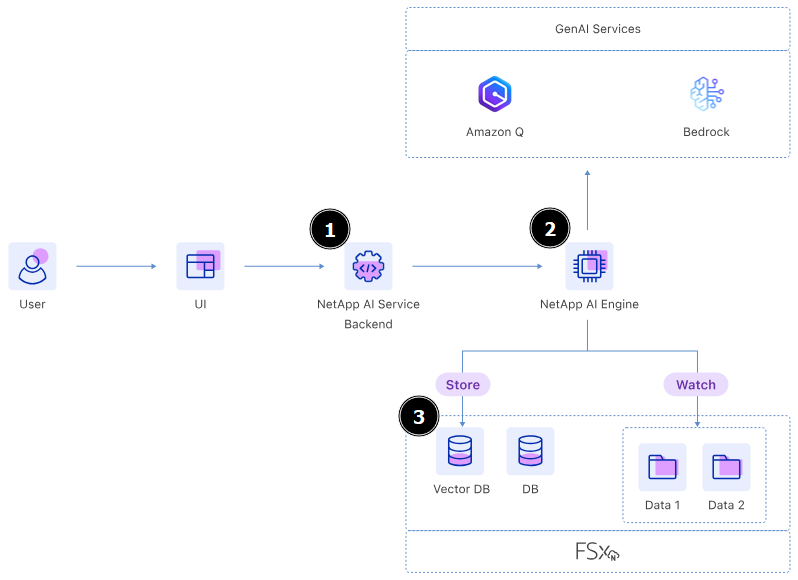 GenAI Services
Amazon Q
Bedrock
1
2
User
UI
NetApp AI Service
Backend
NetApp AI Engine
Store
Watch
3
Vector DB
DB
Data 1
Data 2
FSxN